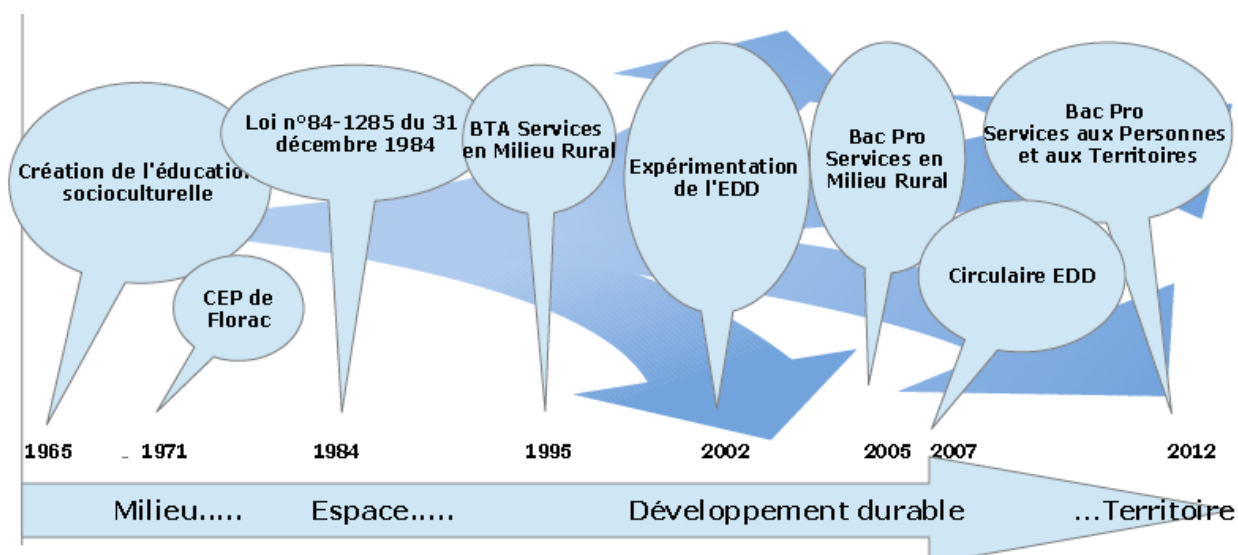 Création de l'éducation
socioculturelle
CEP de
Florac
Loi n°84-1285 du 31
décembre 1984
BTA Services
en Milieu Rural
Expérimentation
de l'EDD
Bac Pro
Services en
Milieu Rural
Circulaire EDD
Bac Pro
Services aux Personnes
et aux Territoires
1965
1971
1984
1995
2002
2005
2007
2012
Milieu.....
Espace.....
Développement durable
...Territoire